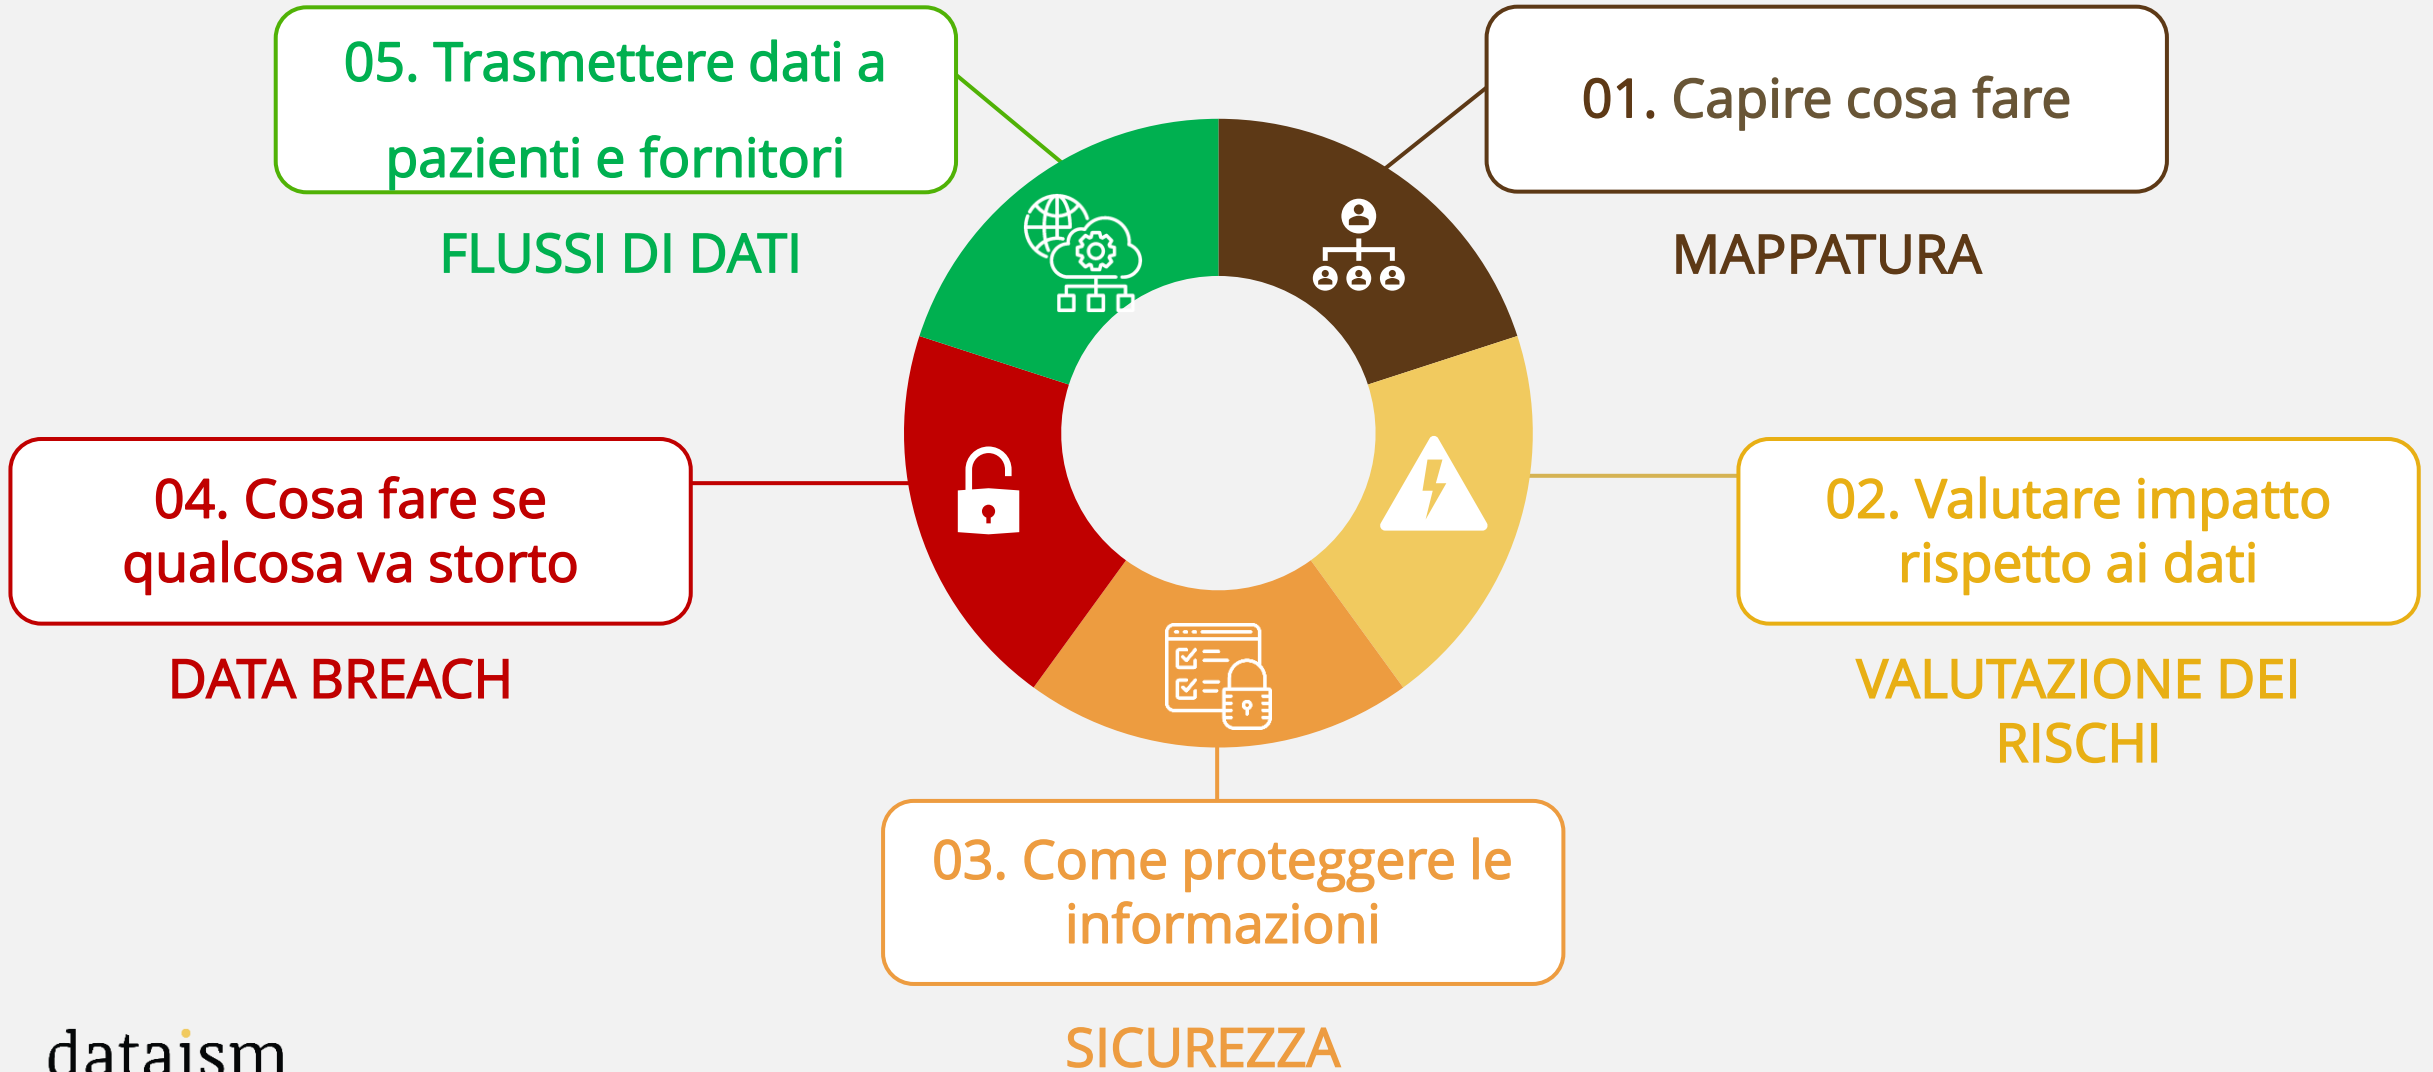 05. Trasmettere dati a
pazienti e fornitori
FLUSSI DI DATI
01. Capire cosa fare
MAPPATURA
04. Cosa fare se
qualcosa va storto
DATA BREACH
02. Valutare impatto
rispetto ai dati
VALUTAZIONE DEI
RISCHI
03. Come proteggere le
informazioni
SICUREZZA
dataism